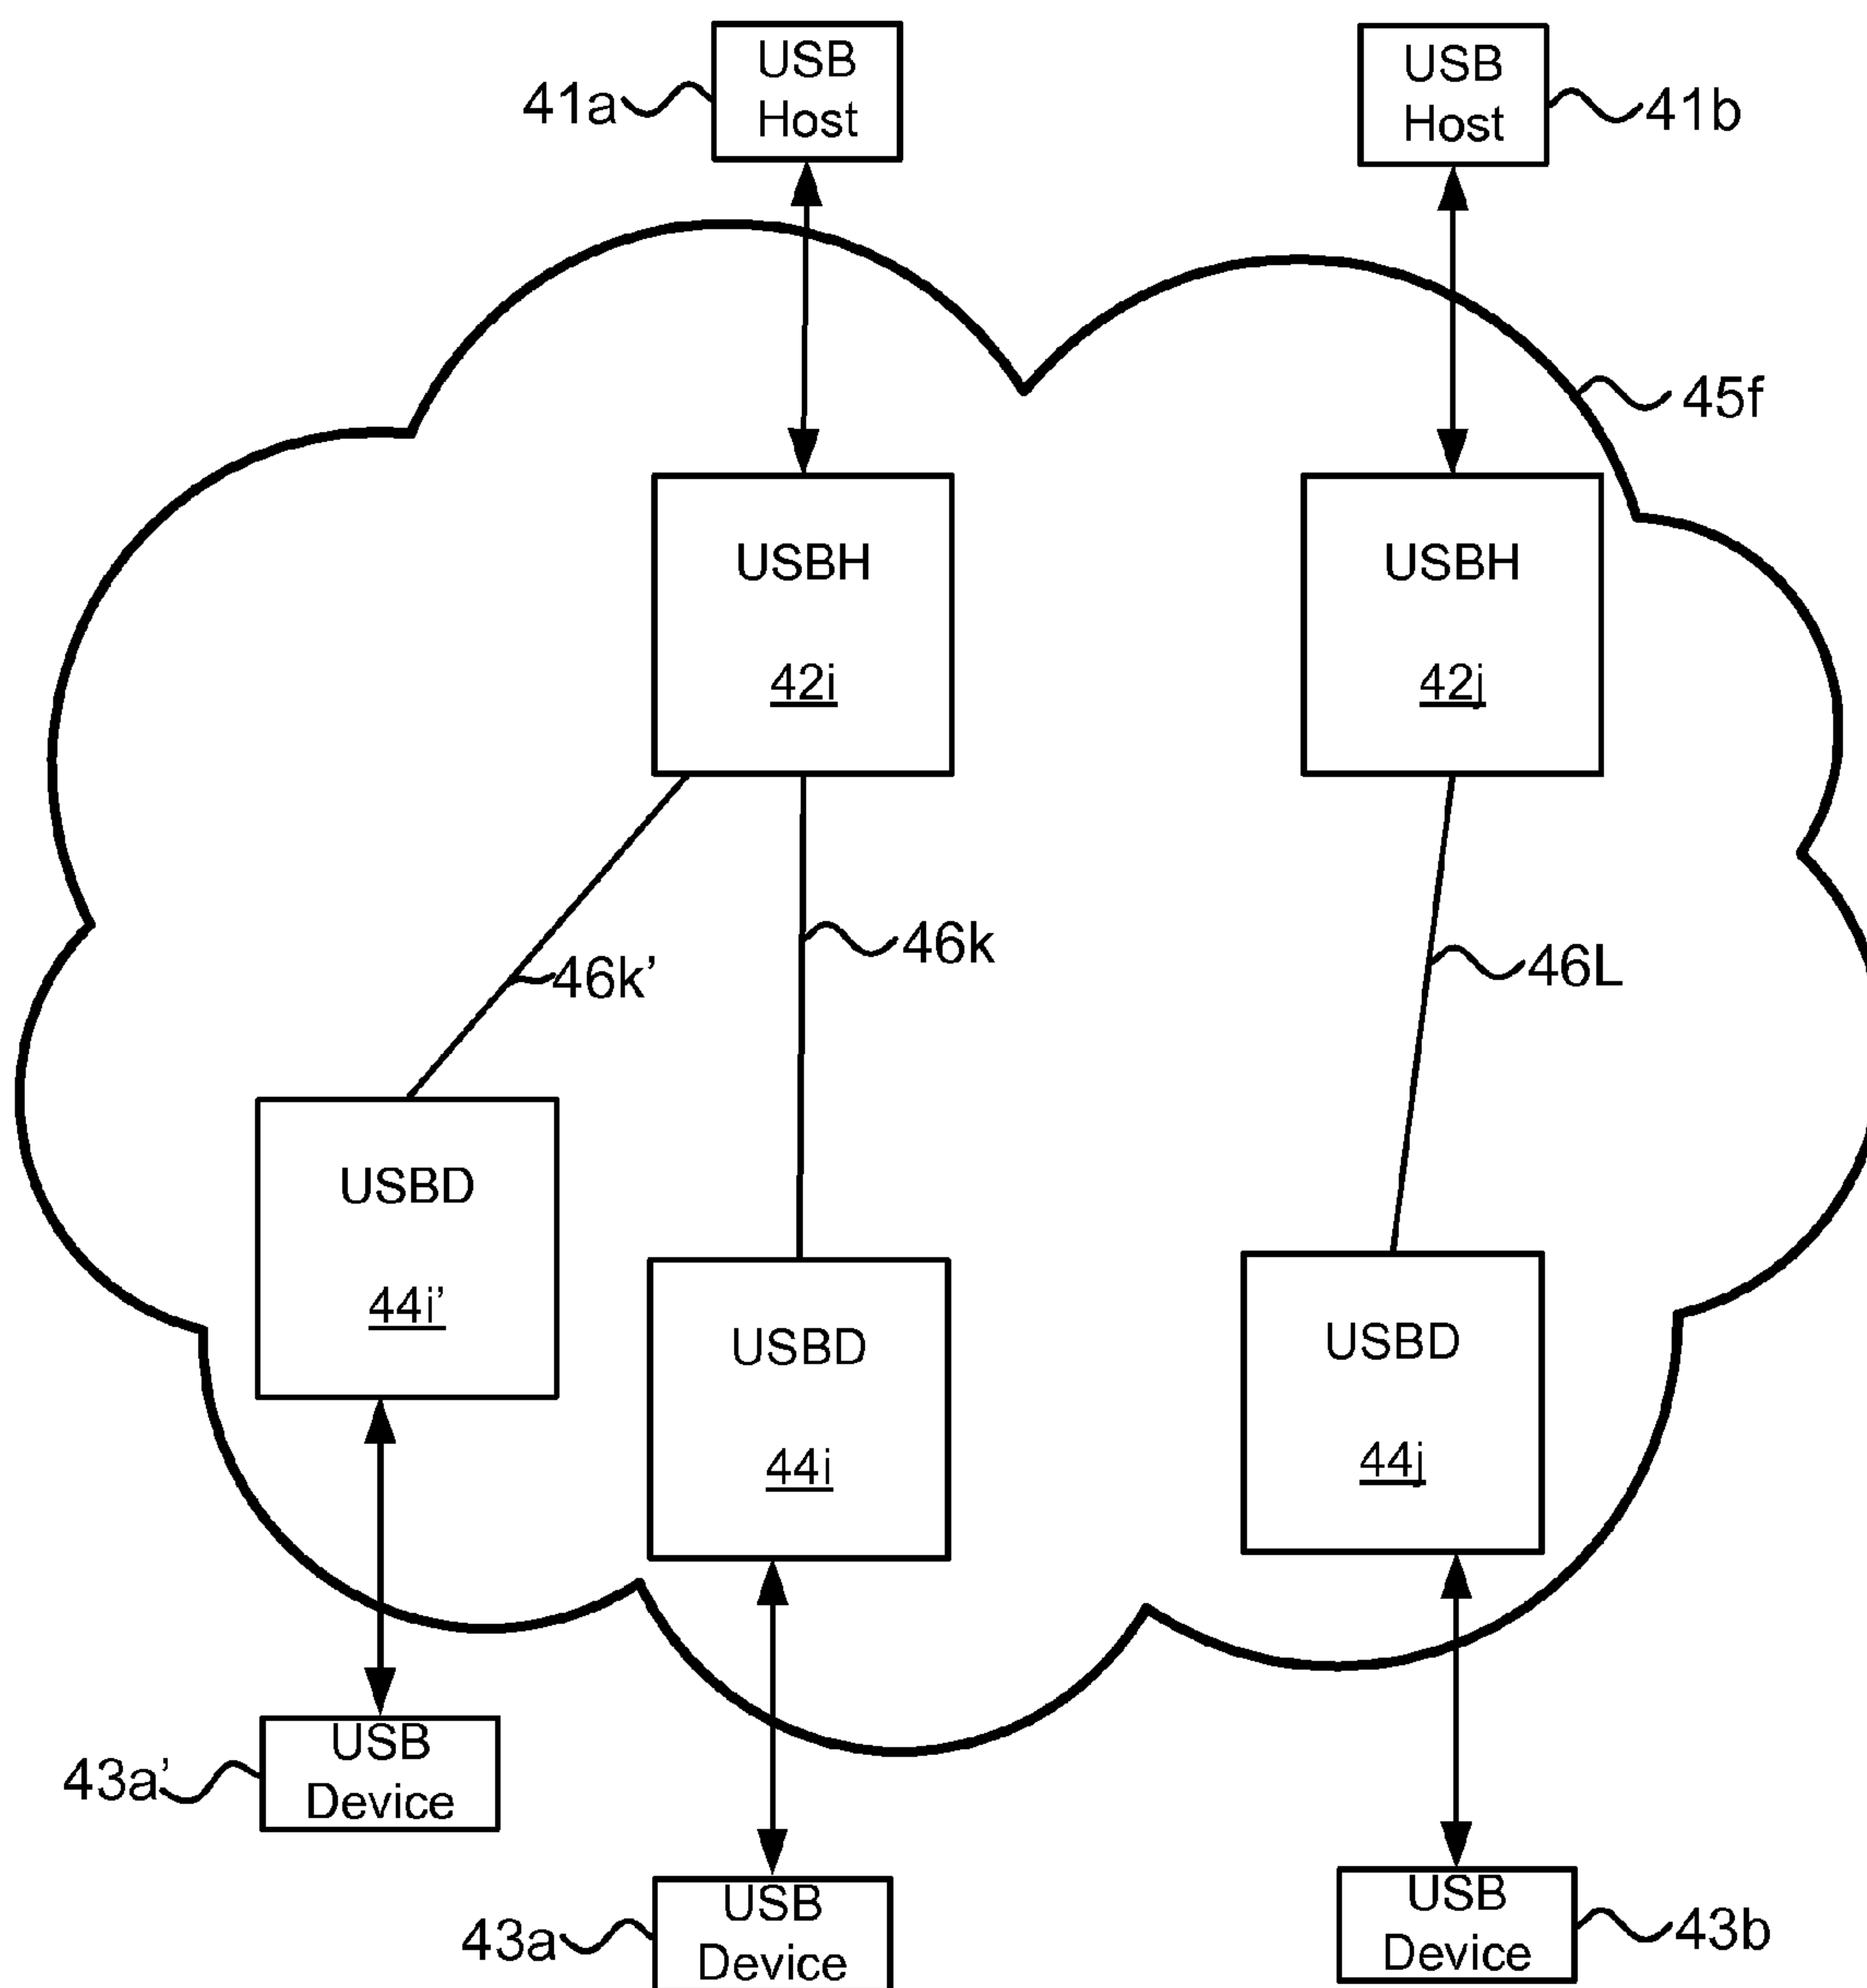 USB
Host
41a
USB
Host
41b
45f
USBH
42i
USBH
42j
46k'
46k
46L
USBD
44i'
USBD
44i
USBD
44j
USB
Device
43a'
USB
Device
43a
USB
Device
43b